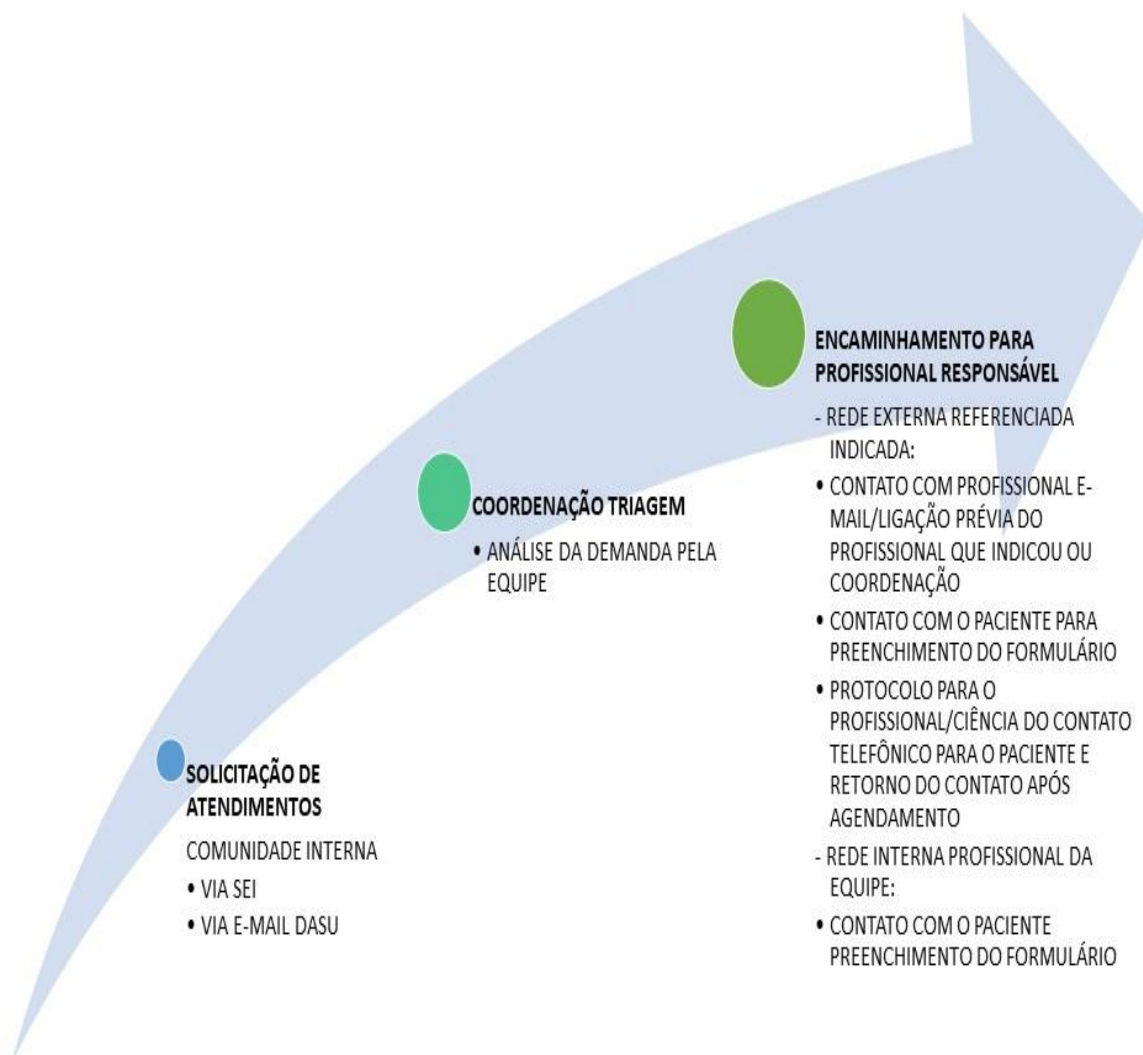 SOLICITAÇÃO DE
ATENDIMENTOS
COMUNIDADE INTERNA
• VIA SEI
• VIA E-MAIL DASU
COORDENAÇÃO TRIAGEM
• ANÁLISE DA DEMANDA PELA
EQUIPE
ENCAMINHAMENTO PARA
PROFISSIONAL RESPONSÁVEL
- REDE EXTERNA REFERENCIADA
INDICADA:
• CONTATO COM PROFISSIONAL E-
MAIL/LIGAÇÃO PRÉVIA DO
PROFISSIONAL QUE INDICOU OU
COORDENAÇÃO
• CONTATO COM O PACIENTE PARA
PREENCHIMENTO DO FORMULÁRIO
• PROTOCOLO PARA O
PROFISSIONAL/CIÊNCIA DO CONTATO
TELEFÔNICO PARA O PACIENTE E
RETORNO DO CONTATO APÓS
AGENDAMENTO
- REDE INTERNA PROFISSIONAL DA
EQUIPE:
• CONTATO COM O PACIENTE
PREENCHIMENTO DO FORMULÁRIO